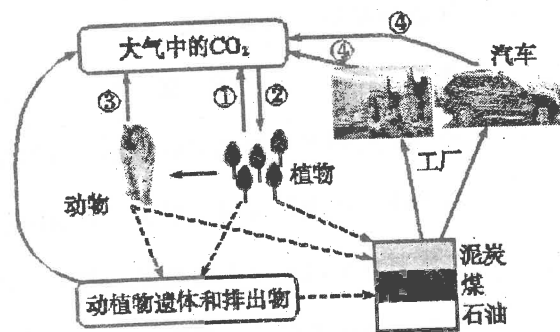 ④
大气中的CO₂
④
汽车
③
①
②
工厂
植物
动物
泥炭
煤
动植物遗体和排出物
石油